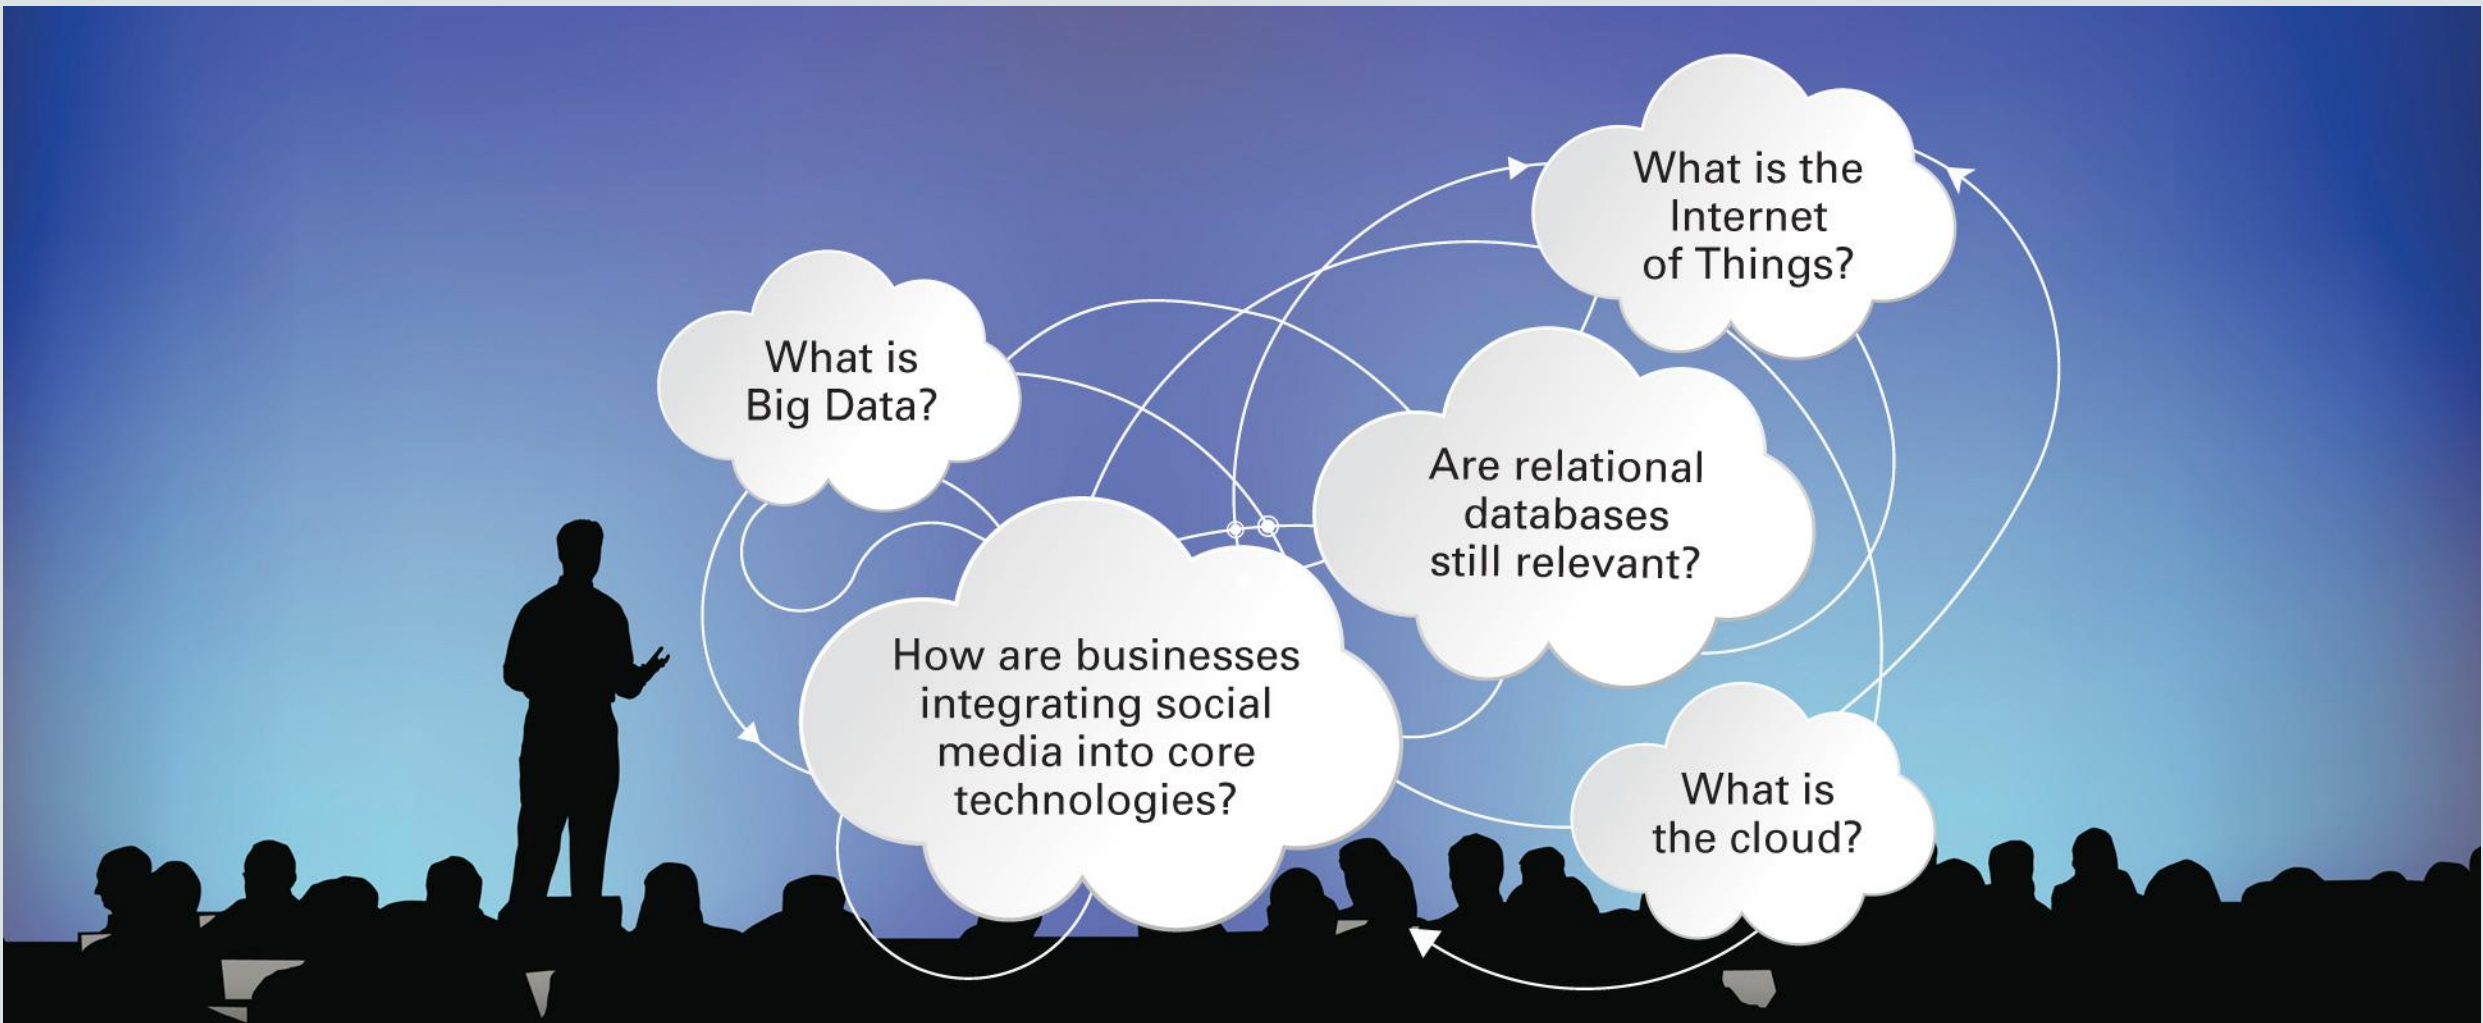 What is the
Internet
of Things?
What is
Big Data?
Are relational
databases
still relevant?
How are businesses
integrating social
media into core
technologies?
What is
the cloud?